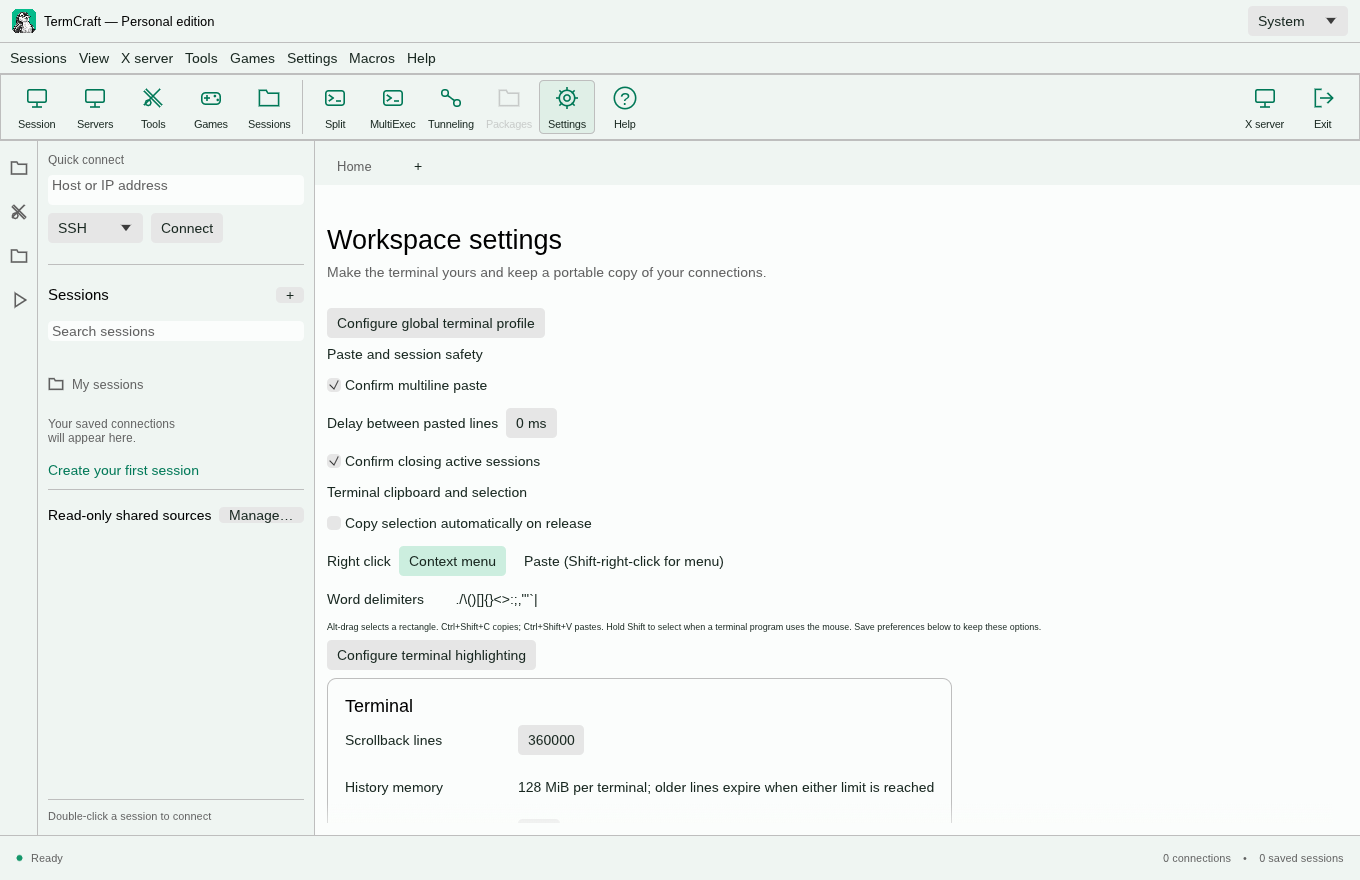 TermCraft — Personal edition
System
Sessions View X server Tools Games Settings Macros Help
Session Servers Tools Games Sessions Split MultiExec Tunneling Packages Settings Help X server Exit
Quick connect
Host or IP address
SSH Connect
Sessions +
Search sessions
My sessions
Your saved connections
will appear here.
Create your first session
Read-only shared sources Manage…
Double-click a session to connect
Home +
Workspace settings
Make the terminal yours and keep a portable copy of your connections.
Configure global terminal profile
Paste and session safety
Confirm multiline paste
Delay between pasted lines 0 ms
Confirm closing active sessions
Terminal clipboard and selection
Copy selection automatically on release
Right click Context menu Paste (Shift-right-click for menu)
Word delimiters ./\()[]{}<>:;,"'`|
Alt-drag selects a rectangle. Ctrl+Shift+C copies; Ctrl+Shift+V pastes. Hold Shift to select when a terminal program uses the mouse. Save preferences below to keep these options.
Configure terminal highlighting
Terminal
Scrollback lines 360000
History memory 128 MiB per terminal; older lines expire when either limit is reached
Ready
0 connections • 0 saved sessions